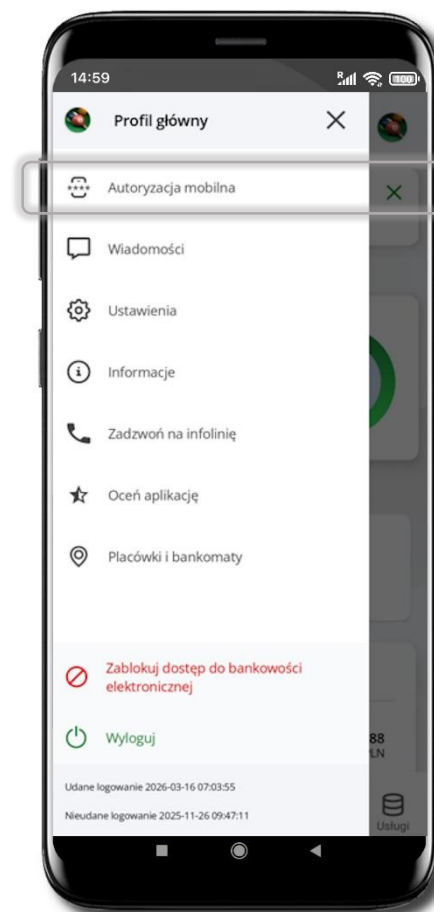 14:59
R
100
Profil główny
Autoryzacja mobilna
Wiadomości
Ustawienia
Informacje
Zadzwoń na infolinię
Oceń aplikację
Placówki i bankomaty
Zablokuj dostęp do bankowości
elektronicznej
Wyloguj
88
PLN
Udane logowanie 2026-03-16 07:03:55
Nieudane logowanie 2025-11-26 09:47:11
Usługi